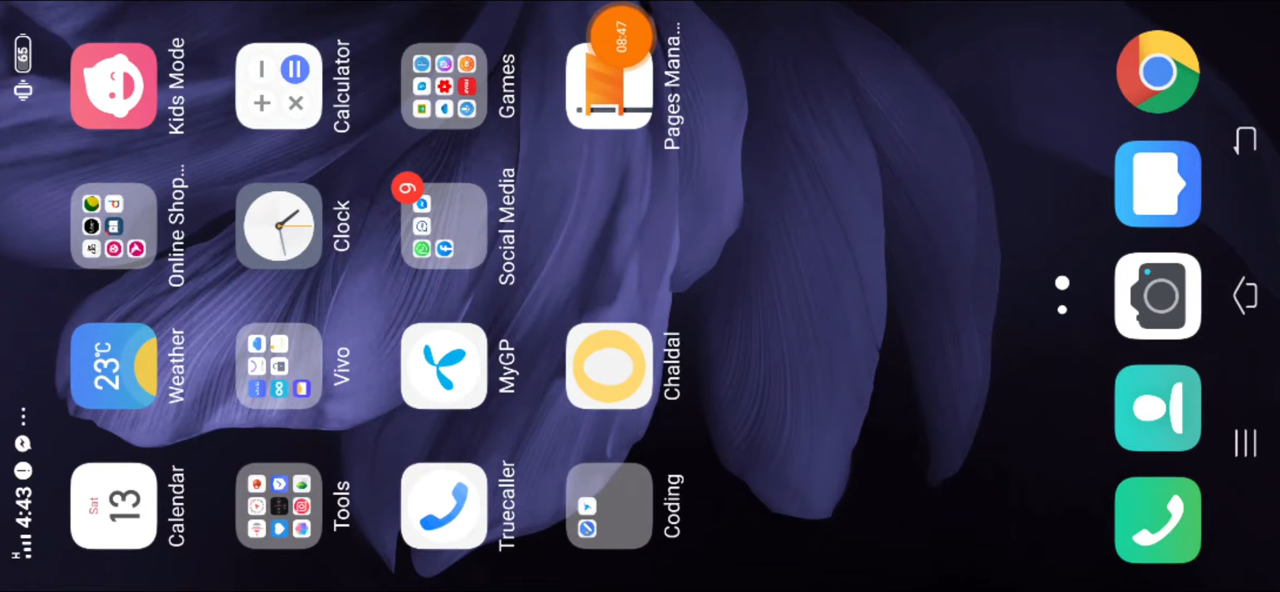 H 4:43 ... 65
Sat 13 23°C
Calendar Weather Online Shop... Kids Mode
Tools Vivo Clock Calculator
9
Truecaller MyGP Social Media Games
08:47
Coding Chaldal Pages Mana...